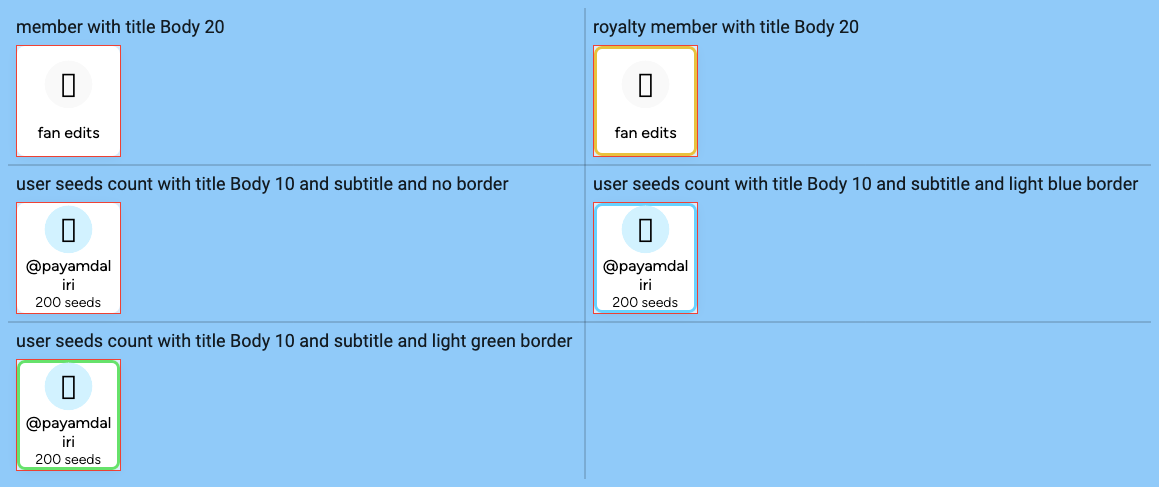 member with title Body 20
fan edits
royalty member with title Body 20
fan edits
user seeds count with title Body 10 and subtitle and no border
@payamdal
iri
200 seeds
user seeds count with title Body 10 and subtitle and light blue border
@payamdal
iri
200 seeds
user seeds count with title Body 10 and subtitle and light green border
@payamdal
iri
200 seeds